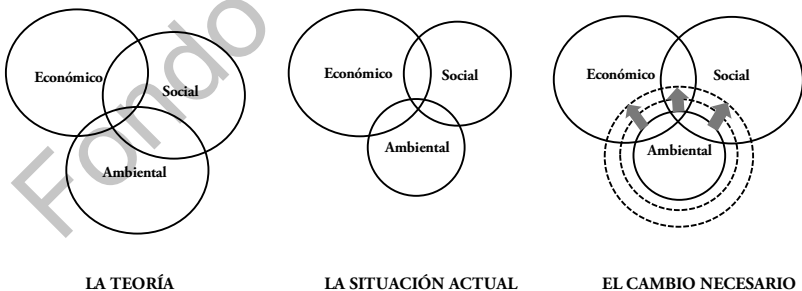 Fondo
Económico
Social
Ambiental
LA TEORÍA
Económico
Social
Ambiental
LA SITUACIÓN ACTUAL
Económico
Social
Ambiental
EL CAMBIO NECESARIO